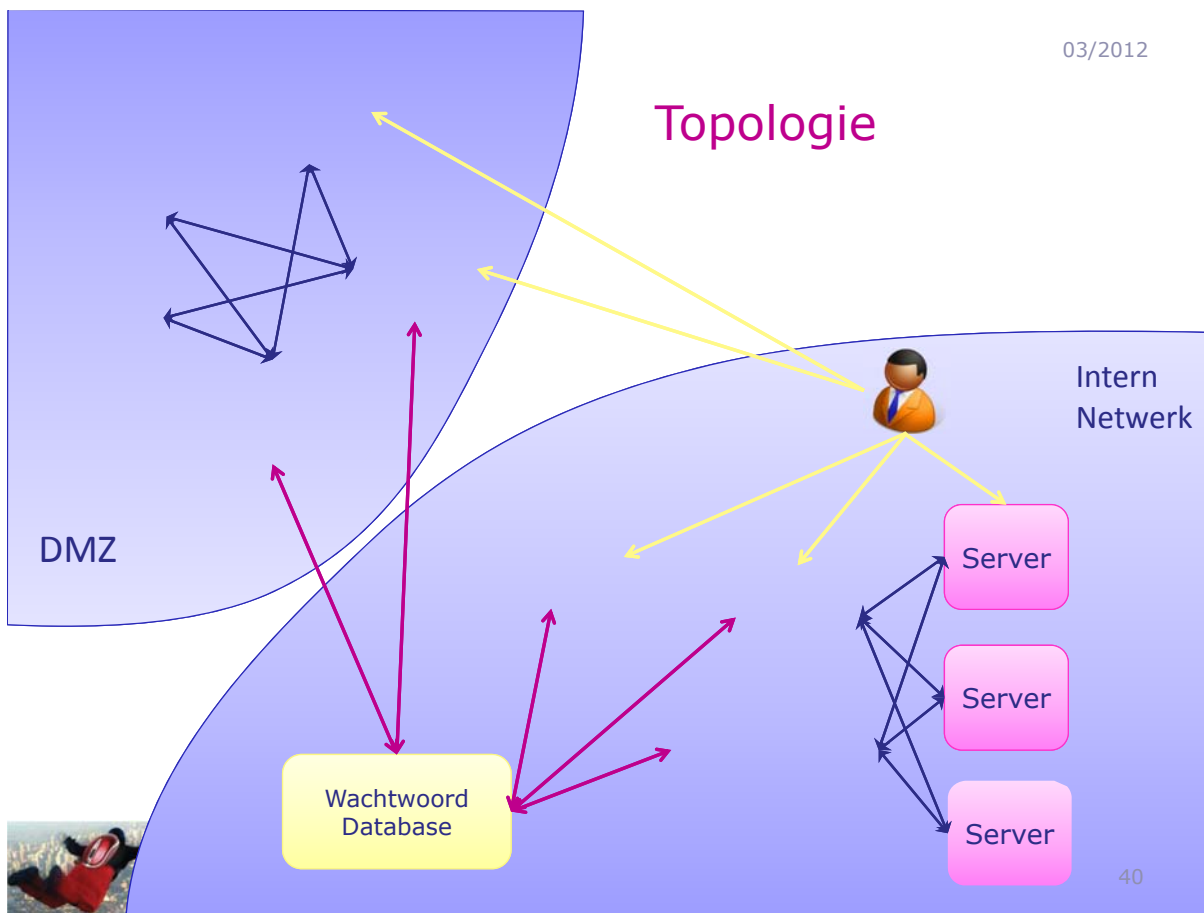 03/2012
Topologie
Intern
Netwerk
DMZ
Server
Server
Wachtwoord
Database
Server
40